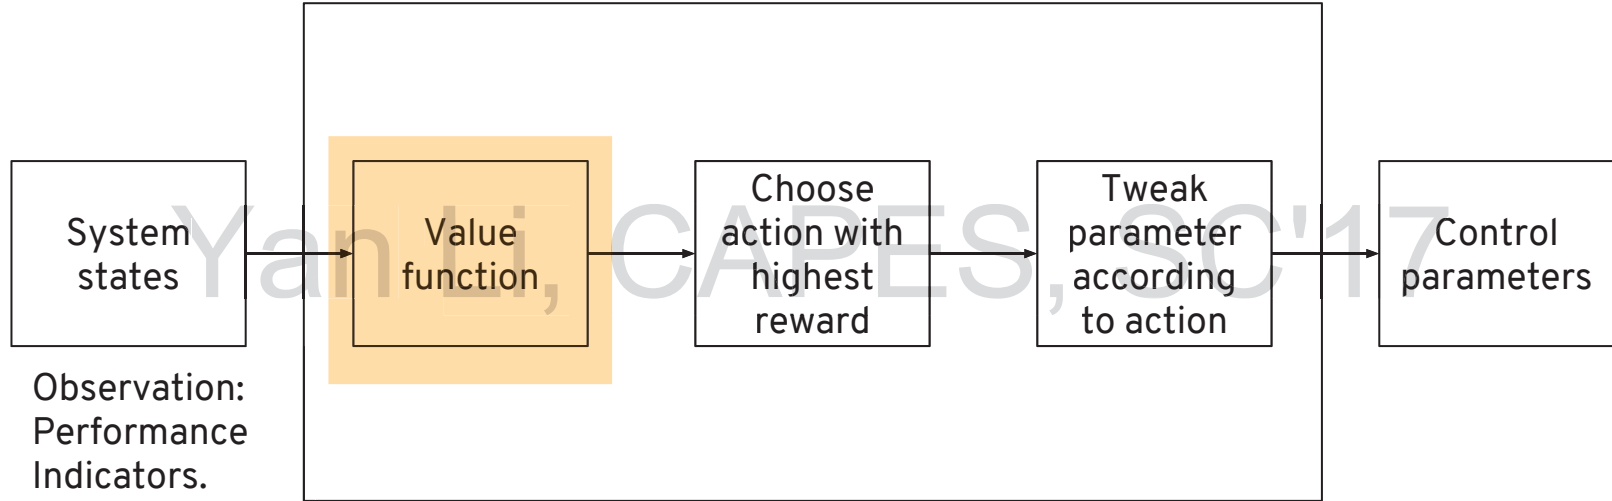 System
states
Value
function
Choose
action with
highest
reward
Tweak
parameter
according
to action
Control
parameters
Observation:
Performance
Indicators.
Yan Li, CAPES, SC'17